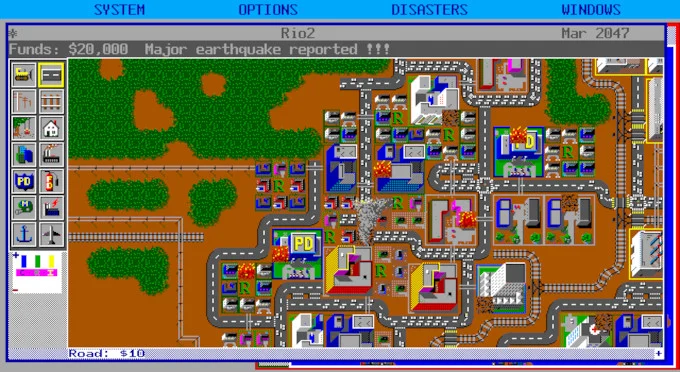 SYSTEM OPTIONS DISASTERS WINDOWS
* Rio2 Mar 2047
Funds: $20,000 Major earthquake reported !!!
R
R
PD
R
R
PD
PD
R
R
Road: $10